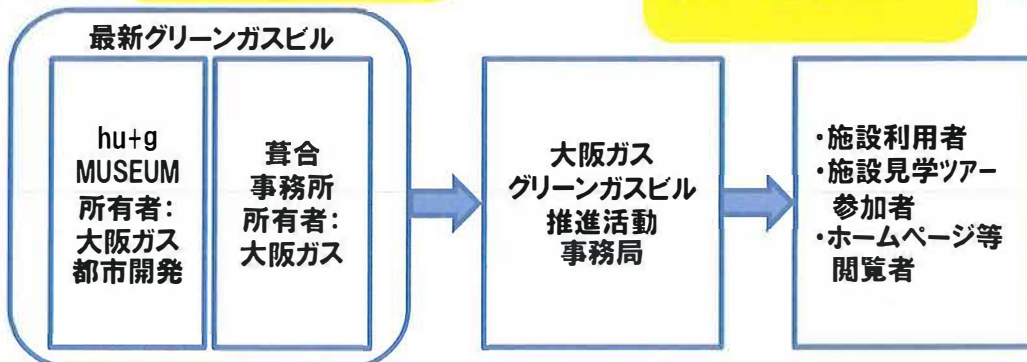 最新グリーンガスビル
hu+g
MUSEUM
所有者：
大阪ガス
都市開発
葺合
事務所
所有者：
大阪ガス
大阪ガス
グリーンガスビル
推進活動
事務局
・施設利用者
・施設見学ツアー
参加者
・ホームページ等
閲覧者